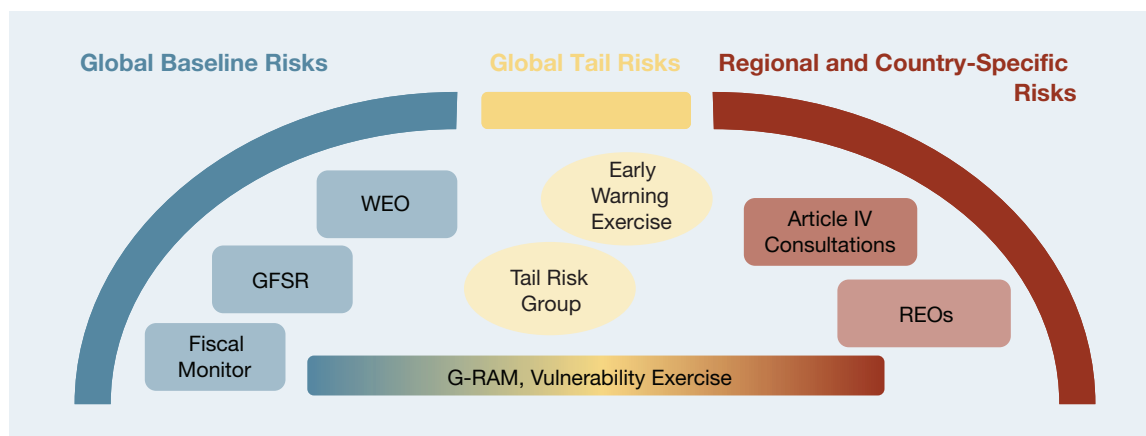 Global Baseline Risks
Global Tail Risks
Regional and Country-Specific
Risks
WEO
GFSR
Fiscal
Monitor
Early
Warning
Exercise
Tail Risk
Group
Article IV
Consultations
REOs
G-RAM, Vulnerability Exercise